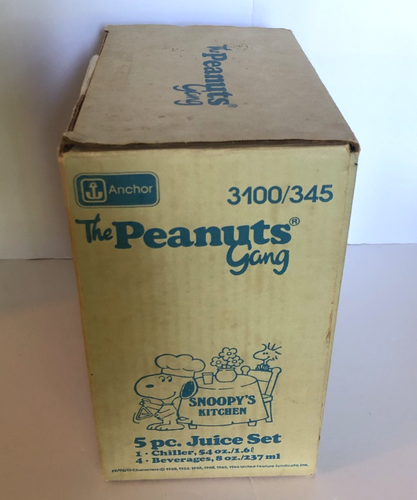 The
Peanuts
Gang
Anchor
3100/345
The Peanuts®
Gang
SNOOPY'S
KITCHEN
5 pc. Juice Set
1 - Chiller, 54 oz./1.6l
4 - Beverages, 8 oz./237 ml